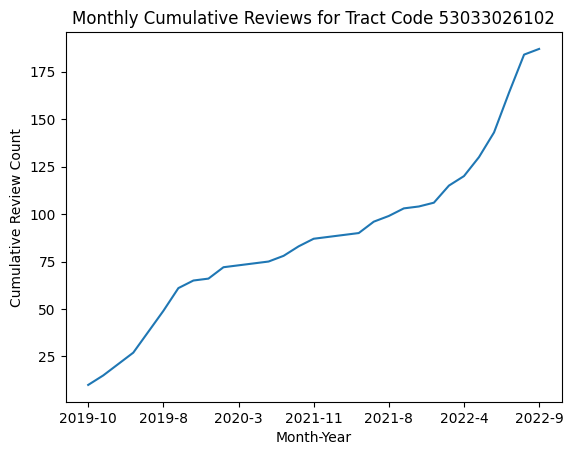 Monthly Cumulative Reviews for Tract Code 53033026102
Cumulative Review Count
175
150
125
100
75
50
25
2019-10 2019-8 2020-3 2021-11 2021-8 2022-4 2022-9
Month-Year